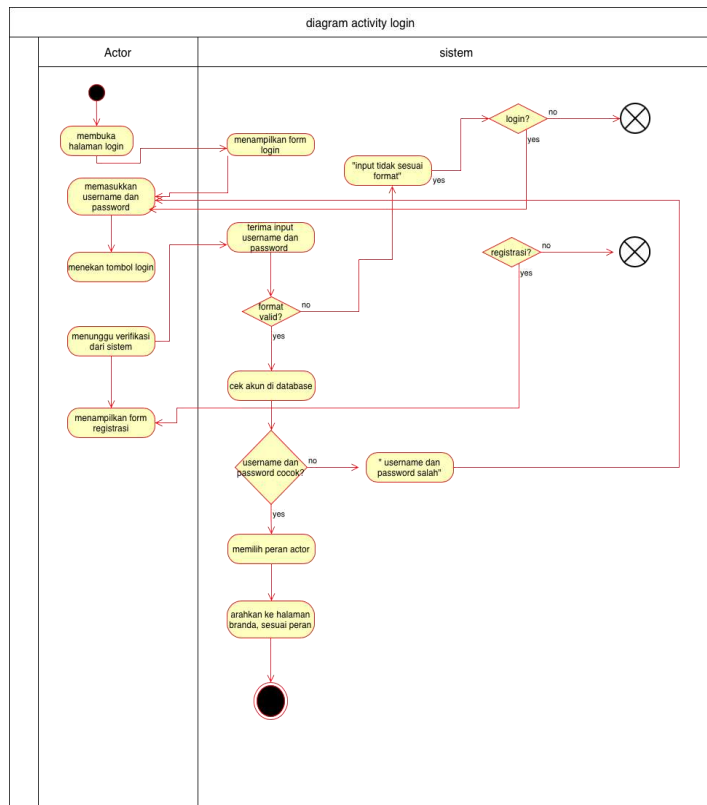 diagram activity login
Actor
sistem
membuka
halaman login
menampilkan form
login
login?
no
yes
"input tidak sesuai
format"
yes
memasukkan
username dan
password
terima input
username dan
password
registrasi?
no
yes
menekan tombol login
format
valid?
no
yes
menunggu verifikasi
dari sistem
cek akun di database
menampilkan form
registrasi
username dan
password cocok?
no
yes
" username dan
password salah"
memilih peran actor
arahkan ke halaman
branda, sesuai peran